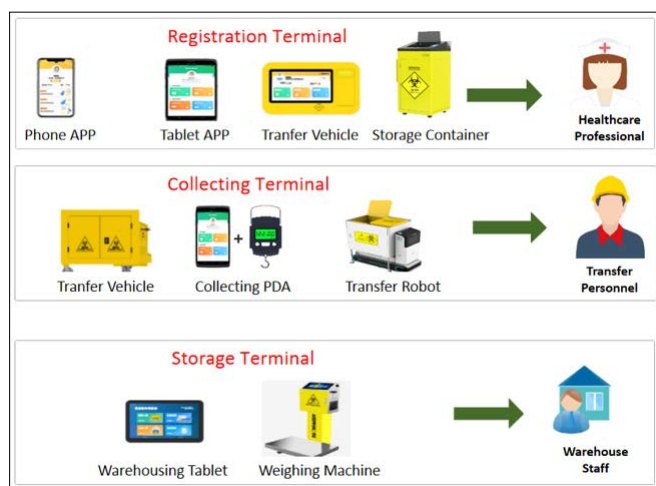 Registration Terminal
Phone APP
Tablet APP
Tranfer Vehicle
Storage Container
Healthcare
Professional
Collecting Terminal
Tranfer Vehicle
Collecting PDA
Transfer Robot
Transfer
Personnel
Storage Terminal
Warehousing Tablet
Weighing Machine
Warehouse
Staff